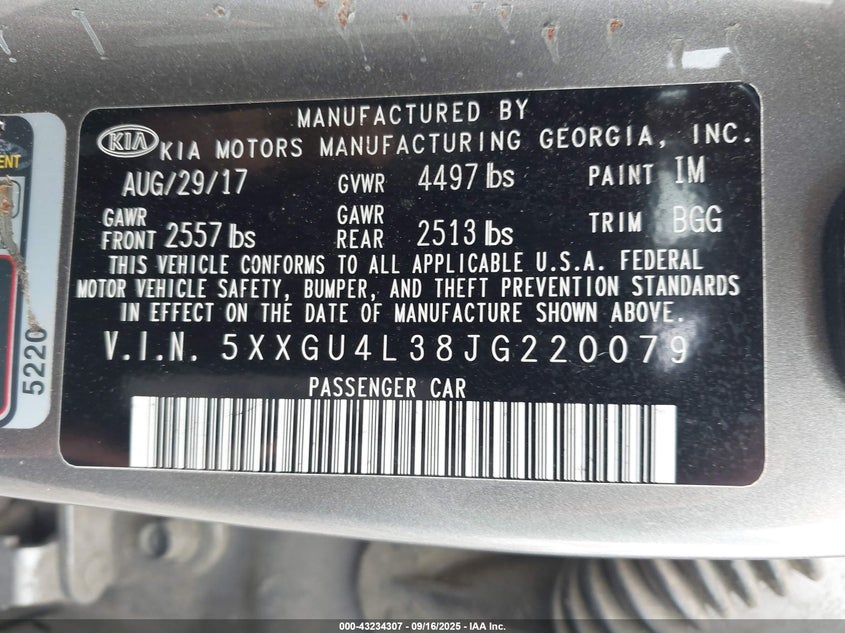 MANUFACTURED BY
KIA KIA MOTORS MANUFACTURING GEORGIA, INC.
AUG/29/17 GVWR 4497 lbs PAINT IM
GAWR FRONT 2557 lbs GAWR REAR 2513 lbs TRIM BGG
THIS VEHICLE CONFORMS TO ALL APPLICABLE U.S.A. FEDERAL
MOTOR VEHICLE SAFETY, BUMPER, AND THEFT PREVENTION STANDARDS
IN EFFECT ON THE DATE OF MANUFACTURE SHOWN ABOVE.
V.I.N. 5XXGU4L38JG220079
PASSENGER CAR
5220
000-43234307 - 09/16/2025 - IAA Inc.